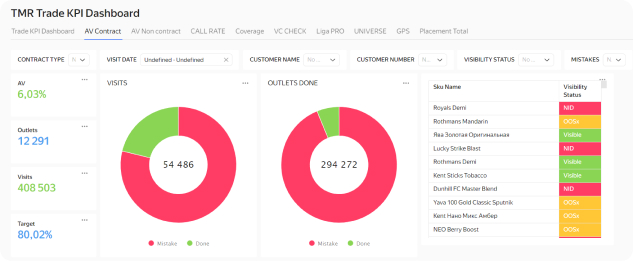 TMR Trade KPI Dashboard
Trade KPI Dashboard AV Contract AV Non contract CALL RATE Coverage VC CHECK Liga PRO UNIVERSE GPS Placement Total
CONTRACT TYPE N VISIT DATE Undefined - Undefined × CUSTOMER NAME No... CUSTOMER NUMBER N... VISIBILITY STATUS No... MISTAKES N
AV
6,03%
Outlets
12 291
Visits
408 503
Target
80,02%
VISITS
54 486
Mistake Done
OUTLETS DONE
294 272
Mistake Done
Sku Name Visibility Status
Royals Demi NID
Rothmans Mandarin OOSx
Ява Золотая Оригинальная Visible
Lucky Strike Blast NID
Rothmans Demi Visible
Kent Sticks Tobacco Visible
Dunhill FC Master Blend NID
Yava 100 Gold Classic Sputnik OOSx
Kent Нано Микс Амбер OOSx
NEO Berry Boost OOSx